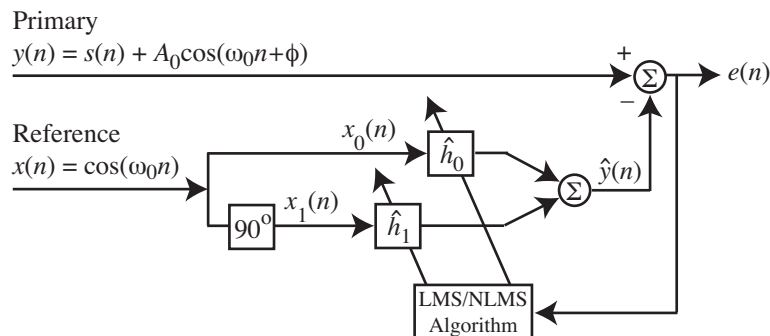 Primary
y(n) = s(n) + A₀cos(ω₀n+ϕ)
+
Σ
e(n)
−
Reference
x(n) = cos(ω₀n)
x₀(n)
ĥ₀
ŷ(n)
Σ
90°
x₁(n)
ĥ₁
LMS/NLMS
Algorithm